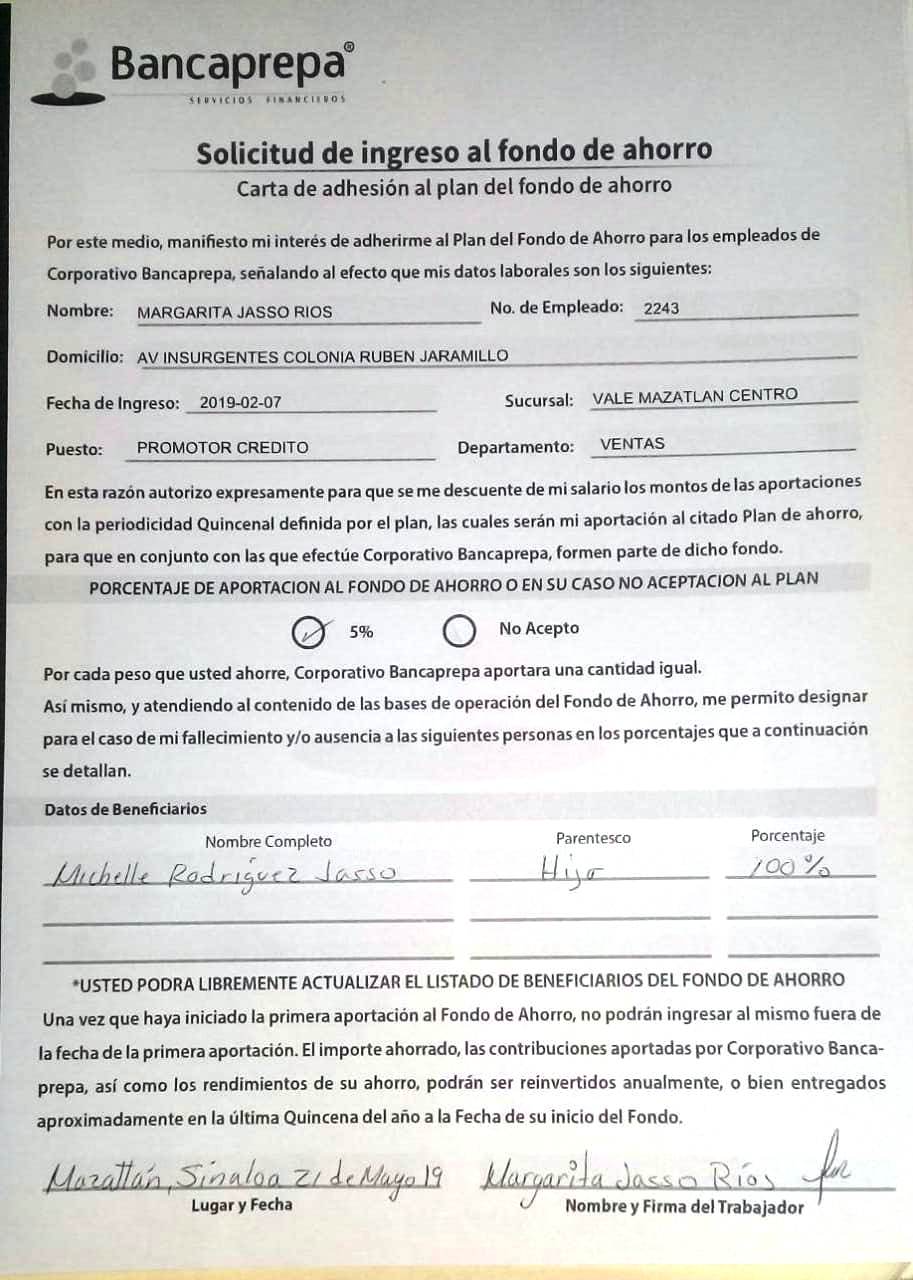 Bancaprepa®
SERVICIOS FINANCIEROS
Solicitud de ingreso al fondo de ahorro
Carta de adhesión al plan del fondo de ahorro
Por este medio, manifiesto mi interés de adherirme al Plan del Fondo de Ahorro para los empleados de
Corporativo Bancaprepa, señalando al efecto que mis datos laborales son los siguientes:
Nombre: MARGARITA JASSO RIOS No. de Empleado: 2243
Domicilio: AV INSURGENTES COLONIA RUBEN JARAMILLO
Fecha de Ingreso: 2019-02-07 Sucursal: VALE MAZATLAN CENTRO
Puesto: PROMOTOR CREDITO Departamento: VENTAS
En esta razón autorizo expresamente para que se me descuente de mi salario los montos de las aportaciones
con la periodicidad Quincenal definida por el plan, las cuales serán mi aportación al citado Plan de ahorro,
para que en conjunto con las que efectúe Corporativo Bancaprepa, formen parte de dicho fondo.
PORCENTAJE DE APORTACION AL FONDO DE AHORRO O EN SU CASO NO ACEPTACION AL PLAN
5% No Acepto
Por cada peso que usted ahorre, Corporativo Bancaprepa aportara una cantidad igual.
Así mismo, y atendiendo al contenido de las bases de operación del Fondo de Ahorro, me permito designar
para el caso de mi fallecimiento y/o ausencia a las siguientes personas en los porcentajes que a continuación
se detallan.
Datos de Beneficiarios
Nombre Completo Parentesco Porcentaje
Michelle Rodríguez Jasso Hijo 100%
*USTED PODRA LIBREMENTE ACTUALIZAR EL LISTADO DE BENEFICIARIOS DEL FONDO DE AHORRO
Una vez que haya iniciado la primera aportación al Fondo de Ahorro, no podrán ingresar al mismo fuera de
la fecha de la primera aportación. El importe ahorrado, las contribuciones aportadas por Corporativo Banca-
prepa, así como los rendimientos de su ahorro, podrán ser reinvertidos anualmente, o bien entregados
aproximadamente en la última Quincena del año a la Fecha de su inicio del Fondo.
Mazatlán, Sinaloa 21 de Mayo 19 Margarita Jasso Ríos
Lugar y Fecha Nombre y Firma del Trabajador